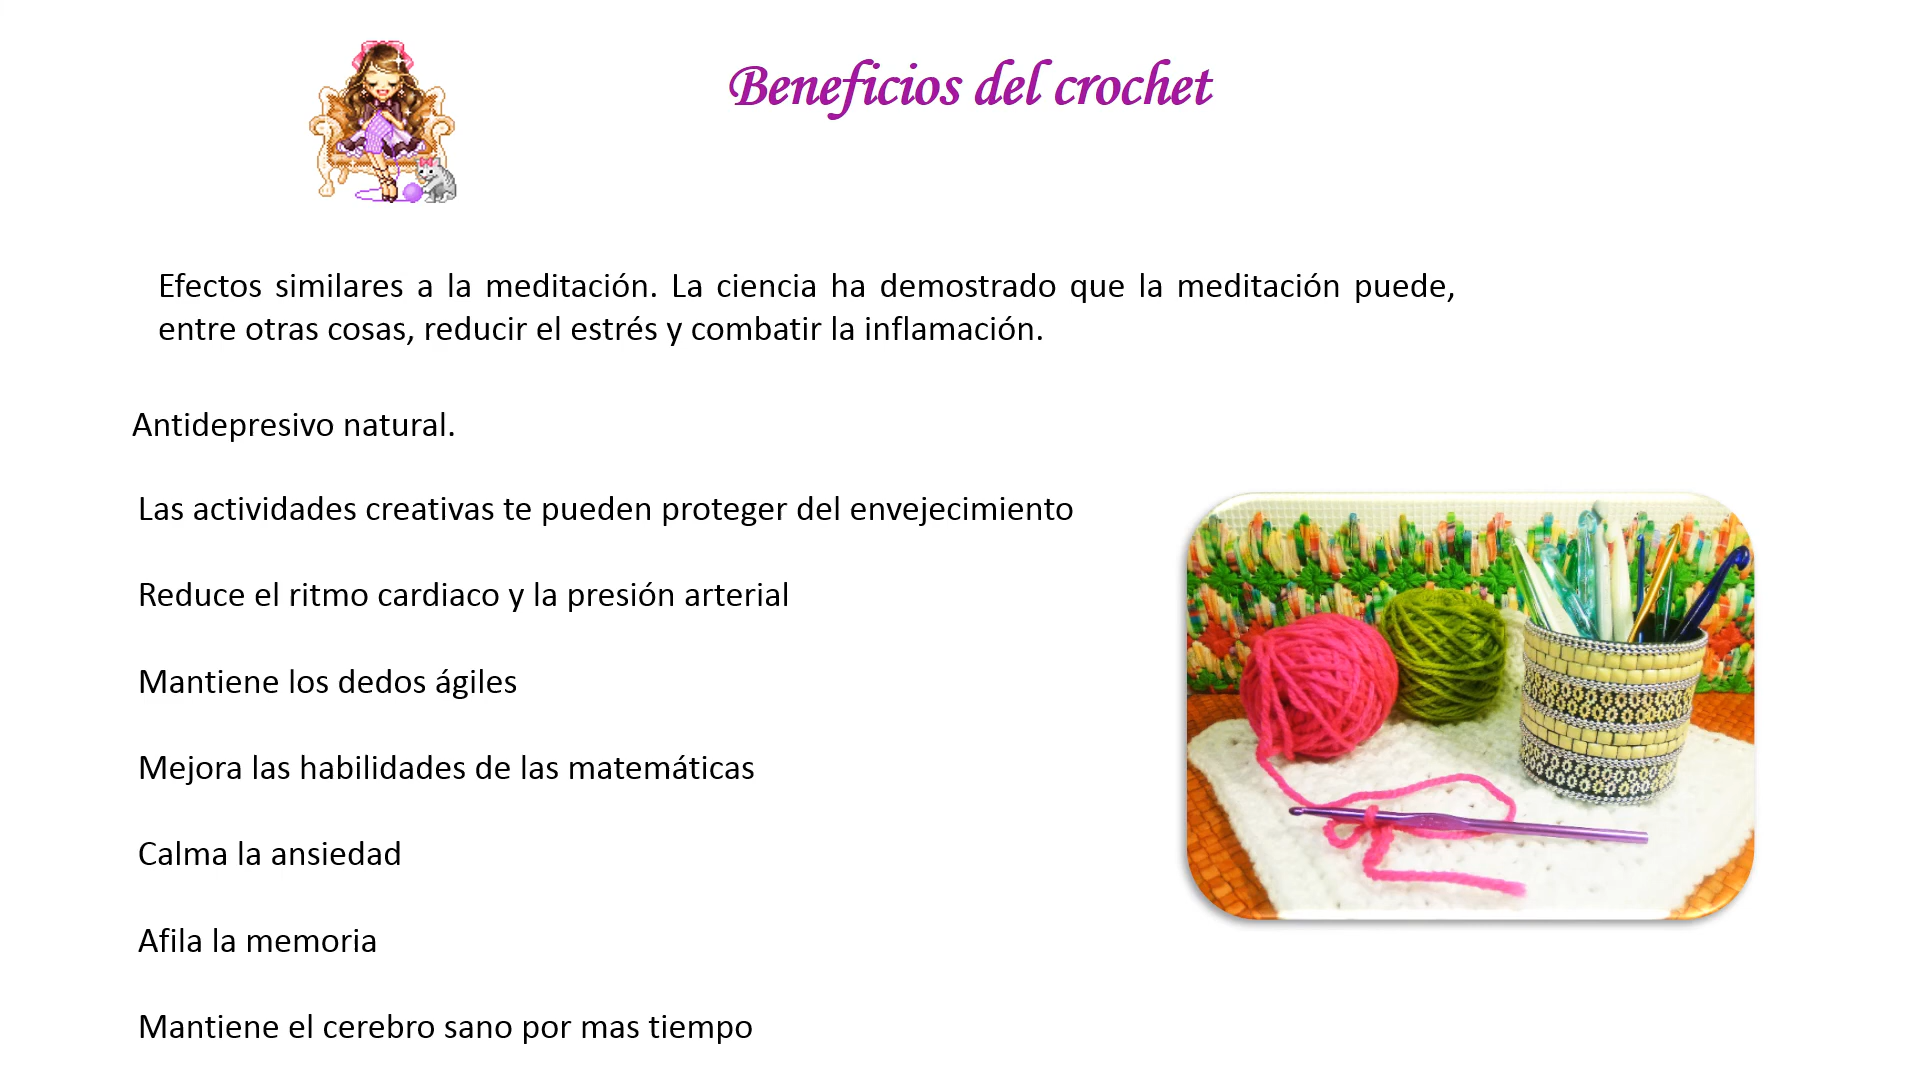 Beneficios del crochet
Efectos similares a la meditación. La ciencia ha demostrado que la meditación puede,
entre otras cosas, reducir el estrés y combatir la inflamación.
Antidepresivo natural.
Las actividades creativas te pueden proteger del envejecimiento
Reduce el ritmo cardiaco y la presión arterial
Mantiene los dedos ágiles
Mejora las habilidades de las matemáticas
Calma la ansiedad
Afila la memoria
Mantiene el cerebro sano por mas tiempo